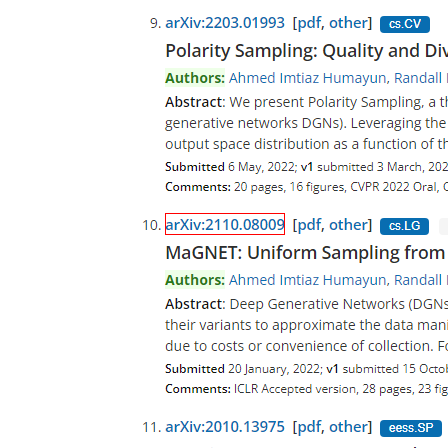 9. arXiv:2203.01993 [pdf, other] cs.CV
Polarity Sampling: Quality and Div
Authors: Ahmed Imtiaz Humayun, Randall
Abstract: We present Polarity Sampling, a
generative networks DGNs). Leveraging the
output space distribution as a function of
Submitted 6 May, 2022; v1 submitted 3 March, 202
Comments: 20 pages, 16 figures, CVPR 2022 Oral,
10. arXiv:2110.08009 [pdf, other] cs.LG
MaGNET: Uniform Sampling from
Authors: Ahmed Imtiaz Humayun, Randall
Abstract: Deep Generative Networks (DGNs
their variants to approximate the data mani
due to costs or convenience of collection.
Submitted 20 January, 2022; v1 submitted 15 Octo
Comments: ICLR Accepted version, 28 pages, 23 fig
11. arXiv:2010.13975 [pdf, other] eess.SP